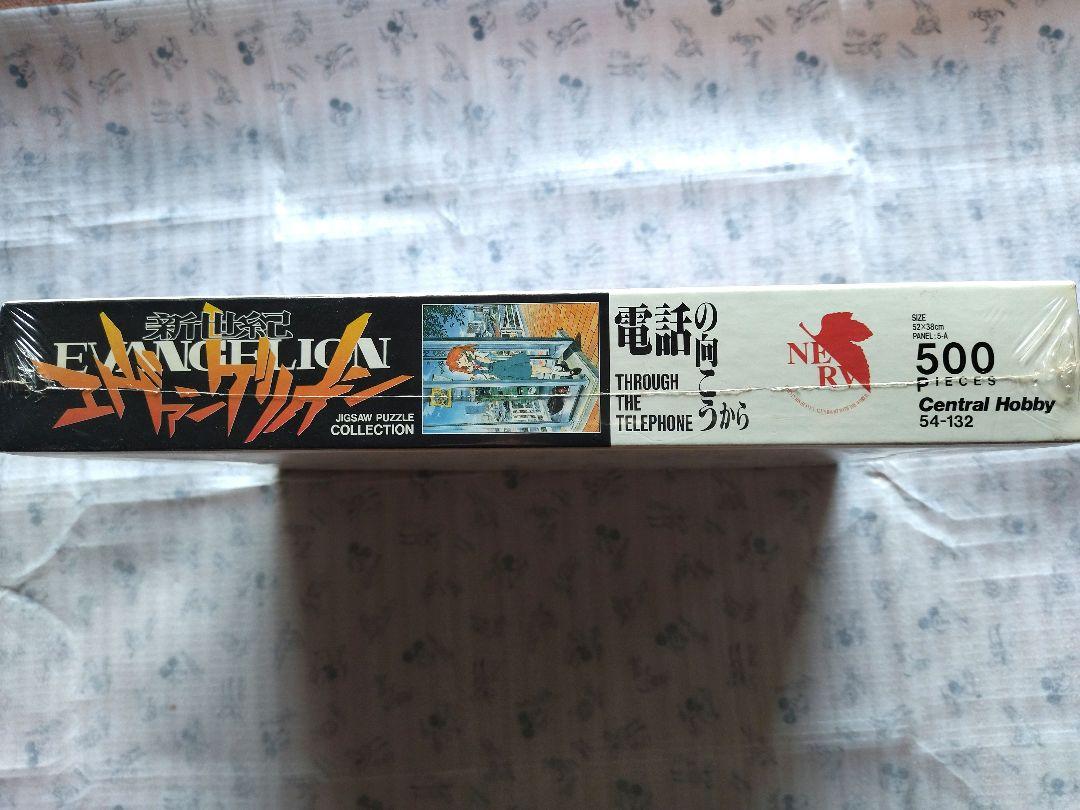 新世紀
EVANGELION
エヴァンゲリオン
JIGSAW PUZZLE
COLLECTION
電話の向こうから
THROUGH
THE
TELEPHONE
NERV
SIZE
52×38cm
PANEL:5-A
500
PIECES
Central Hobby
54-132